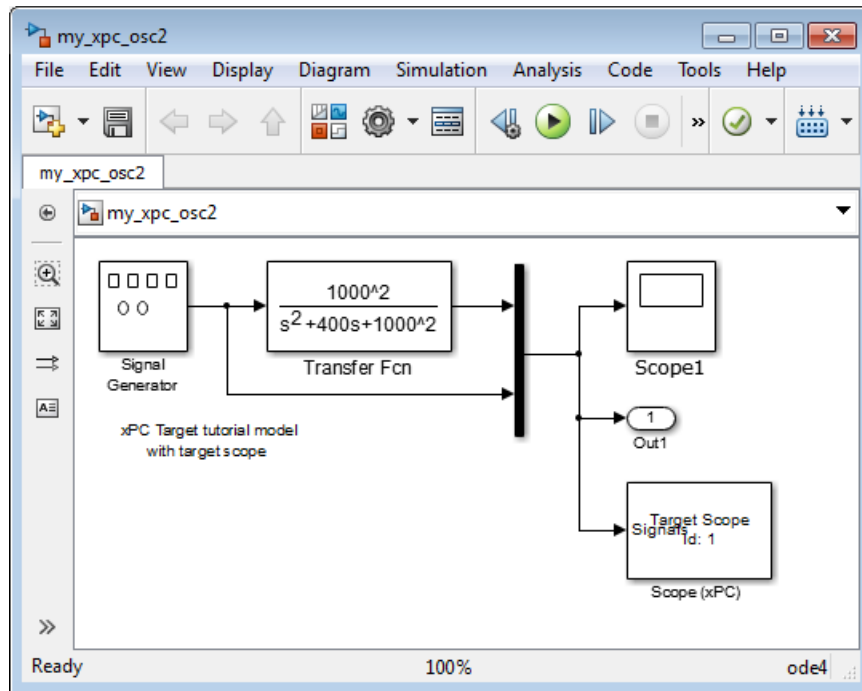 my_xpc_osc2
File Edit View Display Diagram Simulation Analysis Code Tools Help
»
my_xpc_osc2
my_xpc_osc2
1000^2
s2+400s+1000^2
Signal
Generator
Transfer Fcn
Scope1
xPC Target tutorial model
with target scope
1
Out1
Signals
Target Scope
Id: 1
Scope (xPC)
A
»
Ready 100% ode4